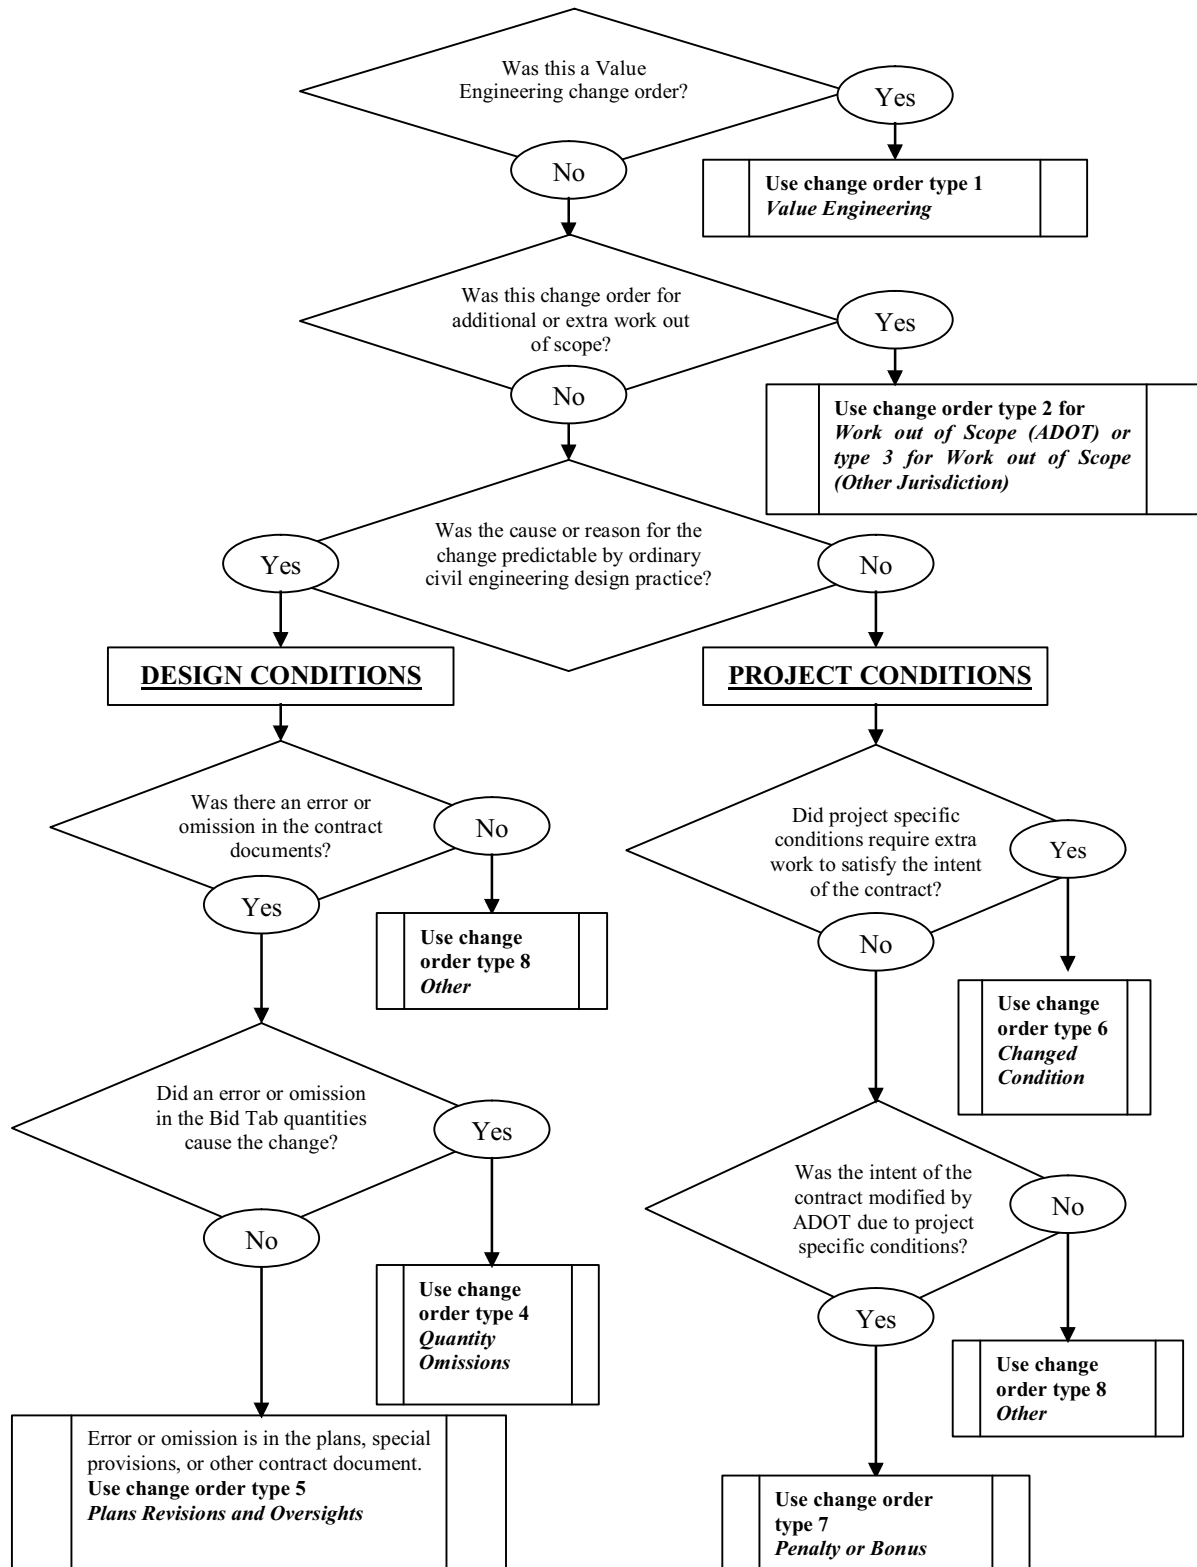 Was this a Value
Engineering change order?
Yes
No
Use change order type 1
Value Engineering
Was this change order for
additional or extra work out
of scope?
Yes
No
Use change order type 2 for
Work out of Scope (ADOT) or
type 3 for Work out of Scope
(Other Jurisdiction)
Was the cause or reason for the
change predictable by ordinary
civil engineering design practice?
Yes
No
DESIGN CONDITIONS
PROJECT CONDITIONS
Was there an error or
omission in the contract
documents?
No
Yes
Use change
order type 8
Other
Did project specific
conditions require extra
work to satisfy the intent
of the contract?
Yes
No
Use change
order type 6
Changed
Condition
Did an error or omission
in the Bid Tab quantities
cause the change?
Yes
No
Use change
order type 4
Quantity
Omissions
Was the intent of the
contract modified by
ADOT due to project
specific conditions?
No
Yes
Use change
order type 8
Other
Error or omission is in the plans, special
provisions, or other contract document.
Use change order type 5
Plans Revisions and Oversights
Use change order
type 7
Penalty or Bonus